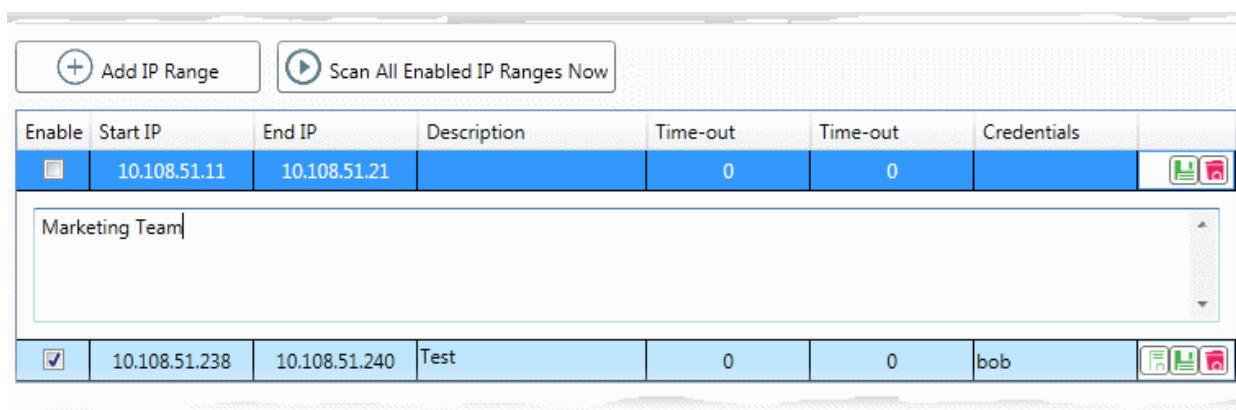 Add IP Range Scan All Enabled IP Ranges Now
Enable Start IP End IP Description Time-out Time-out Credentials
10.108.51.11 10.108.51.21 0 0
Marketing Team
10.108.51.238 10.108.51.240 Test 0 0 bob